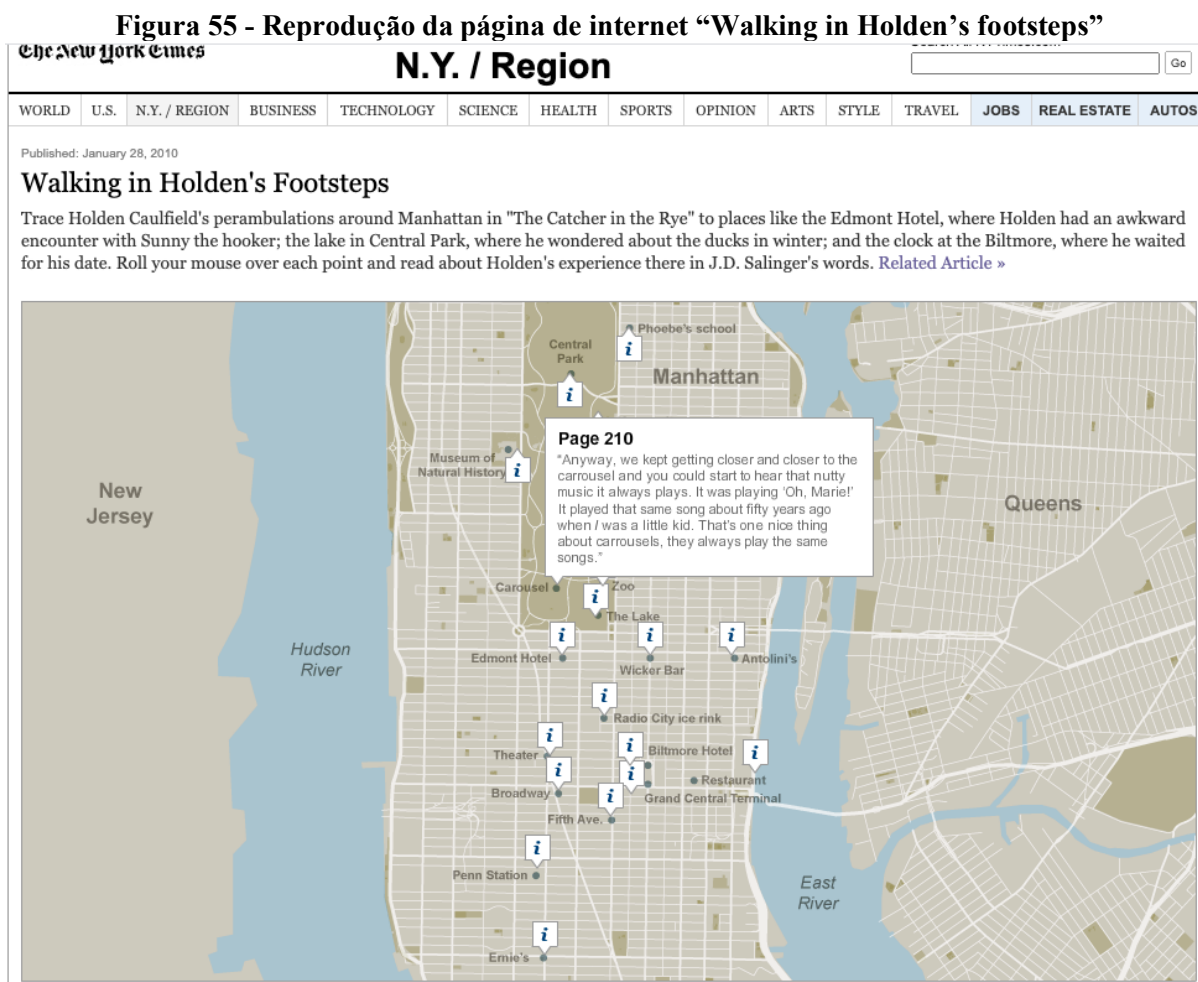 Figura 55 - Reprodução da página de internet “Walking in Holden’s footsteps”
The New York Times
N.Y. / Region
Go
WORLD U.S. N.Y. / REGION BUSINESS TECHNOLOGY SCIENCE HEALTH SPORTS OPINION ARTS STYLE TRAVEL JOBS REAL ESTATE AUTOS
Published: January 28, 2010
Walking in Holden's Footsteps
Trace Holden Caulfield's perambulations around Manhattan in "The Catcher in the Rye" to places like the Edmont Hotel, where Holden had an awkward
encounter with Sunny the hooker; the lake in Central Park, where he wondered about the ducks in winter; and the clock at the Biltmore, where he waited
for his date. Roll your mouse over each point and read about Holden's experience there in J.D. Salinger's words. Related Article »
Phoebe's school
Central
Park
Manhattan
Page 210
“Anyway, we kept getting closer and closer to the
carrousel and you could start to hear that nutty
music it always plays. It was playing ‘Oh, Marie!’
It played that same song about fifty years ago
when I was a little kid. That's one nice thing
about carrousels, they always play the same
songs.”
Museum of
Natural History
New
Jersey
Queens
Carousel
Zoo
The Lake
Hudson
River
Edmont Hotel
Wicker Bar
Antolini's
Radio City ice rink
Theater
Biltmore Hotel
Restaurant
Broadway
Grand Central Terminal
Fifth Ave.
Penn Station
East
River
Ernie's